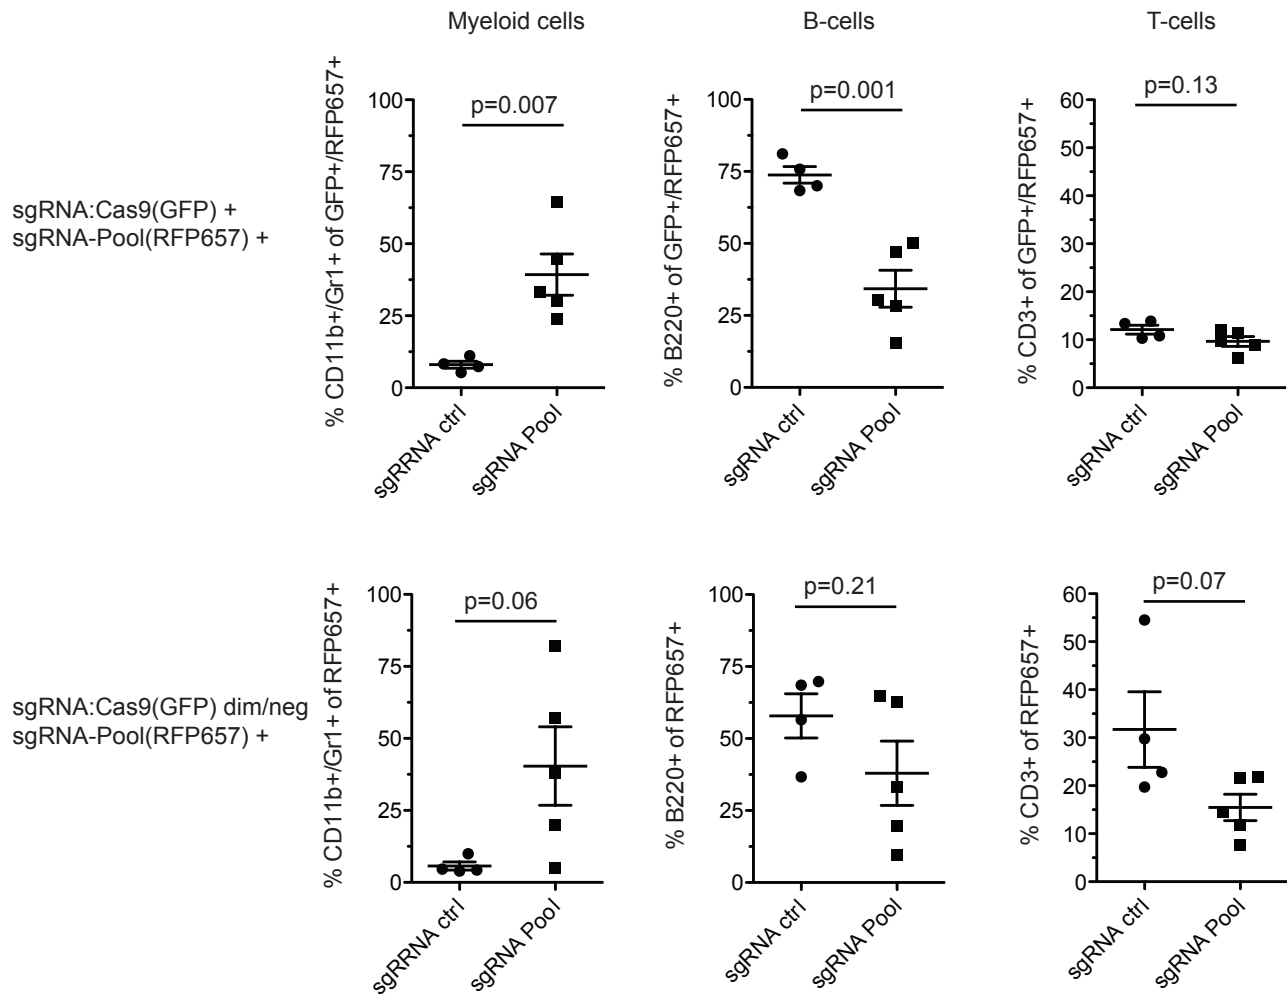 Myeloid cells
B-cells
T-cells
sgRNA:Cas9(GFP) +
sgRNA-Pool(RFP657) +
% CD11b+/Gr1+ of GFP+/RFP657+
100
75
50
25
0
p=0.007
sgRRNA ctrl
sgRNA Pool
% B220+ of GFP+/RFP657+
100
75
50
25
0
p=0.001
sgRNA ctrl
sgRNA Pool
% CD3+ of GFP+/RFP657+
60
50
40
30
20
10
0
p=0.13
sgRNA ctrl
sgRNA Pool
sgRNA:Cas9(GFP) dim/neg
sgRNA-Pool(RFP657) +
% CD11b+/Gr1+ of RFP657+
100
75
50
25
0
p=0.06
sgRRNA ctrl
sgRNA Pool
% B220+ of RFP657+
100
75
50
25
0
p=0.21
sgRNA ctrl
sgRNA Pool
% CD3+ of RFP657+
60
50
40
30
20
10
0
p=0.07
sgRNA ctrl
sgRNA Pool